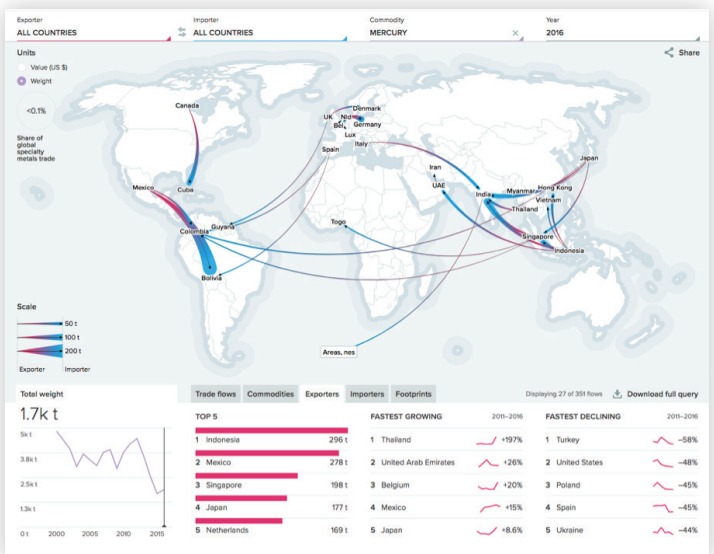 Exporter
ALL COUNTRIES
Importer
ALL COUNTRIES
Commodity
MERCURY
Year
2016
Units
Value (US $)
Weight
<0.1%
Share of
global
specialty
metals trade
Share
Canada
Cuba
Mexico
Colombia
Guyana
Bolivia
UK
Denmark
Nld
Bel
Germany
Lux
Spain
Italy
Togo
Iran
UAE
India
Myanmar
Hong Kong
Vietnam
Thailand
Japan
Singapore
Indonesia
Areas, nes
Scale
50 t
100 t
200 t
Exporter
Importer
Total weight
1.7k t
5k t
3.8k t
2.5k t
1.3k t
0 t
2000
2005
2010
2015
Trade flows
Commodities
Exporters
Importers
Footprints
Displaying 27 of 351 flows
Download full query
TOP 5
1 Indonesia 296 t
2 Mexico 278 t
3 Singapore 198 t
4 Japan 177 t
5 Netherlands 169 t
FASTEST GROWING 2011–2016
1 Thailand +197%
2 United Arab Emirates +26%
3 Belgium +20%
4 Mexico +15%
5 Japan +8.6%
FASTEST DECLINING 2011–2016
1 Turkey –58%
2 United States –48%
3 Poland –45%
4 Spain –45%
5 Ukraine –44%